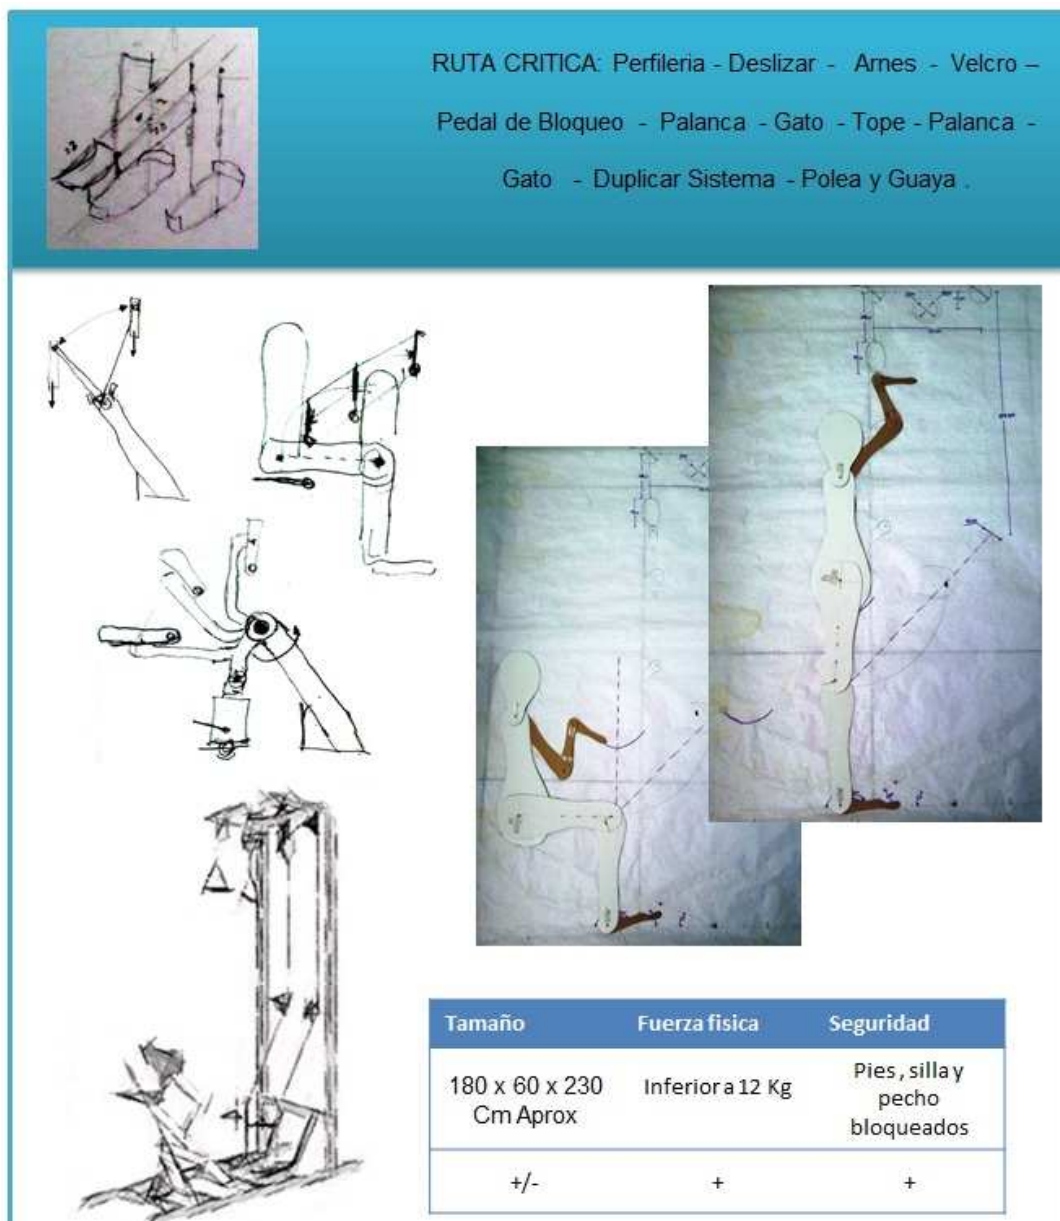 RUTA CRITICA: Perfileria - Deslizar - Arnes - Velcro –
Pedal de Bloqueo - Palanca - Gato - Tope - Palanca -
Gato - Duplicar Sistema - Polea y Guaya .
Tamaño Fuerza fisica Seguridad
180 x 60 x 230
Cm Aprox
Inferior a 12 Kg
Pies , silla y
pecho
bloqueados
+/- + +